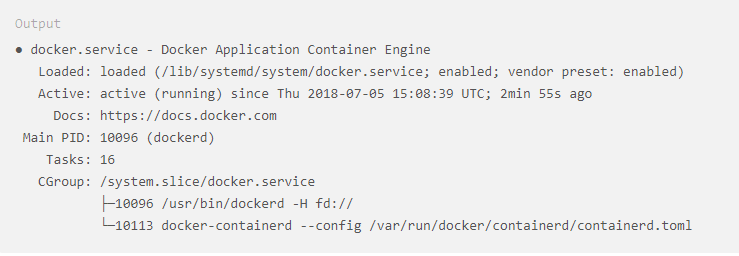 Output
● docker.service - Docker Application Container Engine
Loaded: loaded (/lib/systemd/system/docker.service; enabled; vendor preset: enabled)
Active: active (running) since Thu 2018-07-05 15:08:39 UTC; 2min 55s ago
Docs: https://docs.docker.com
Main PID: 10096 (dockerd)
Tasks: 16
CGroup: /system.slice/docker.service
├─10096 /usr/bin/dockerd -H fd://
└─10113 docker-containerd --config /var/run/docker/containerd/containerd.toml